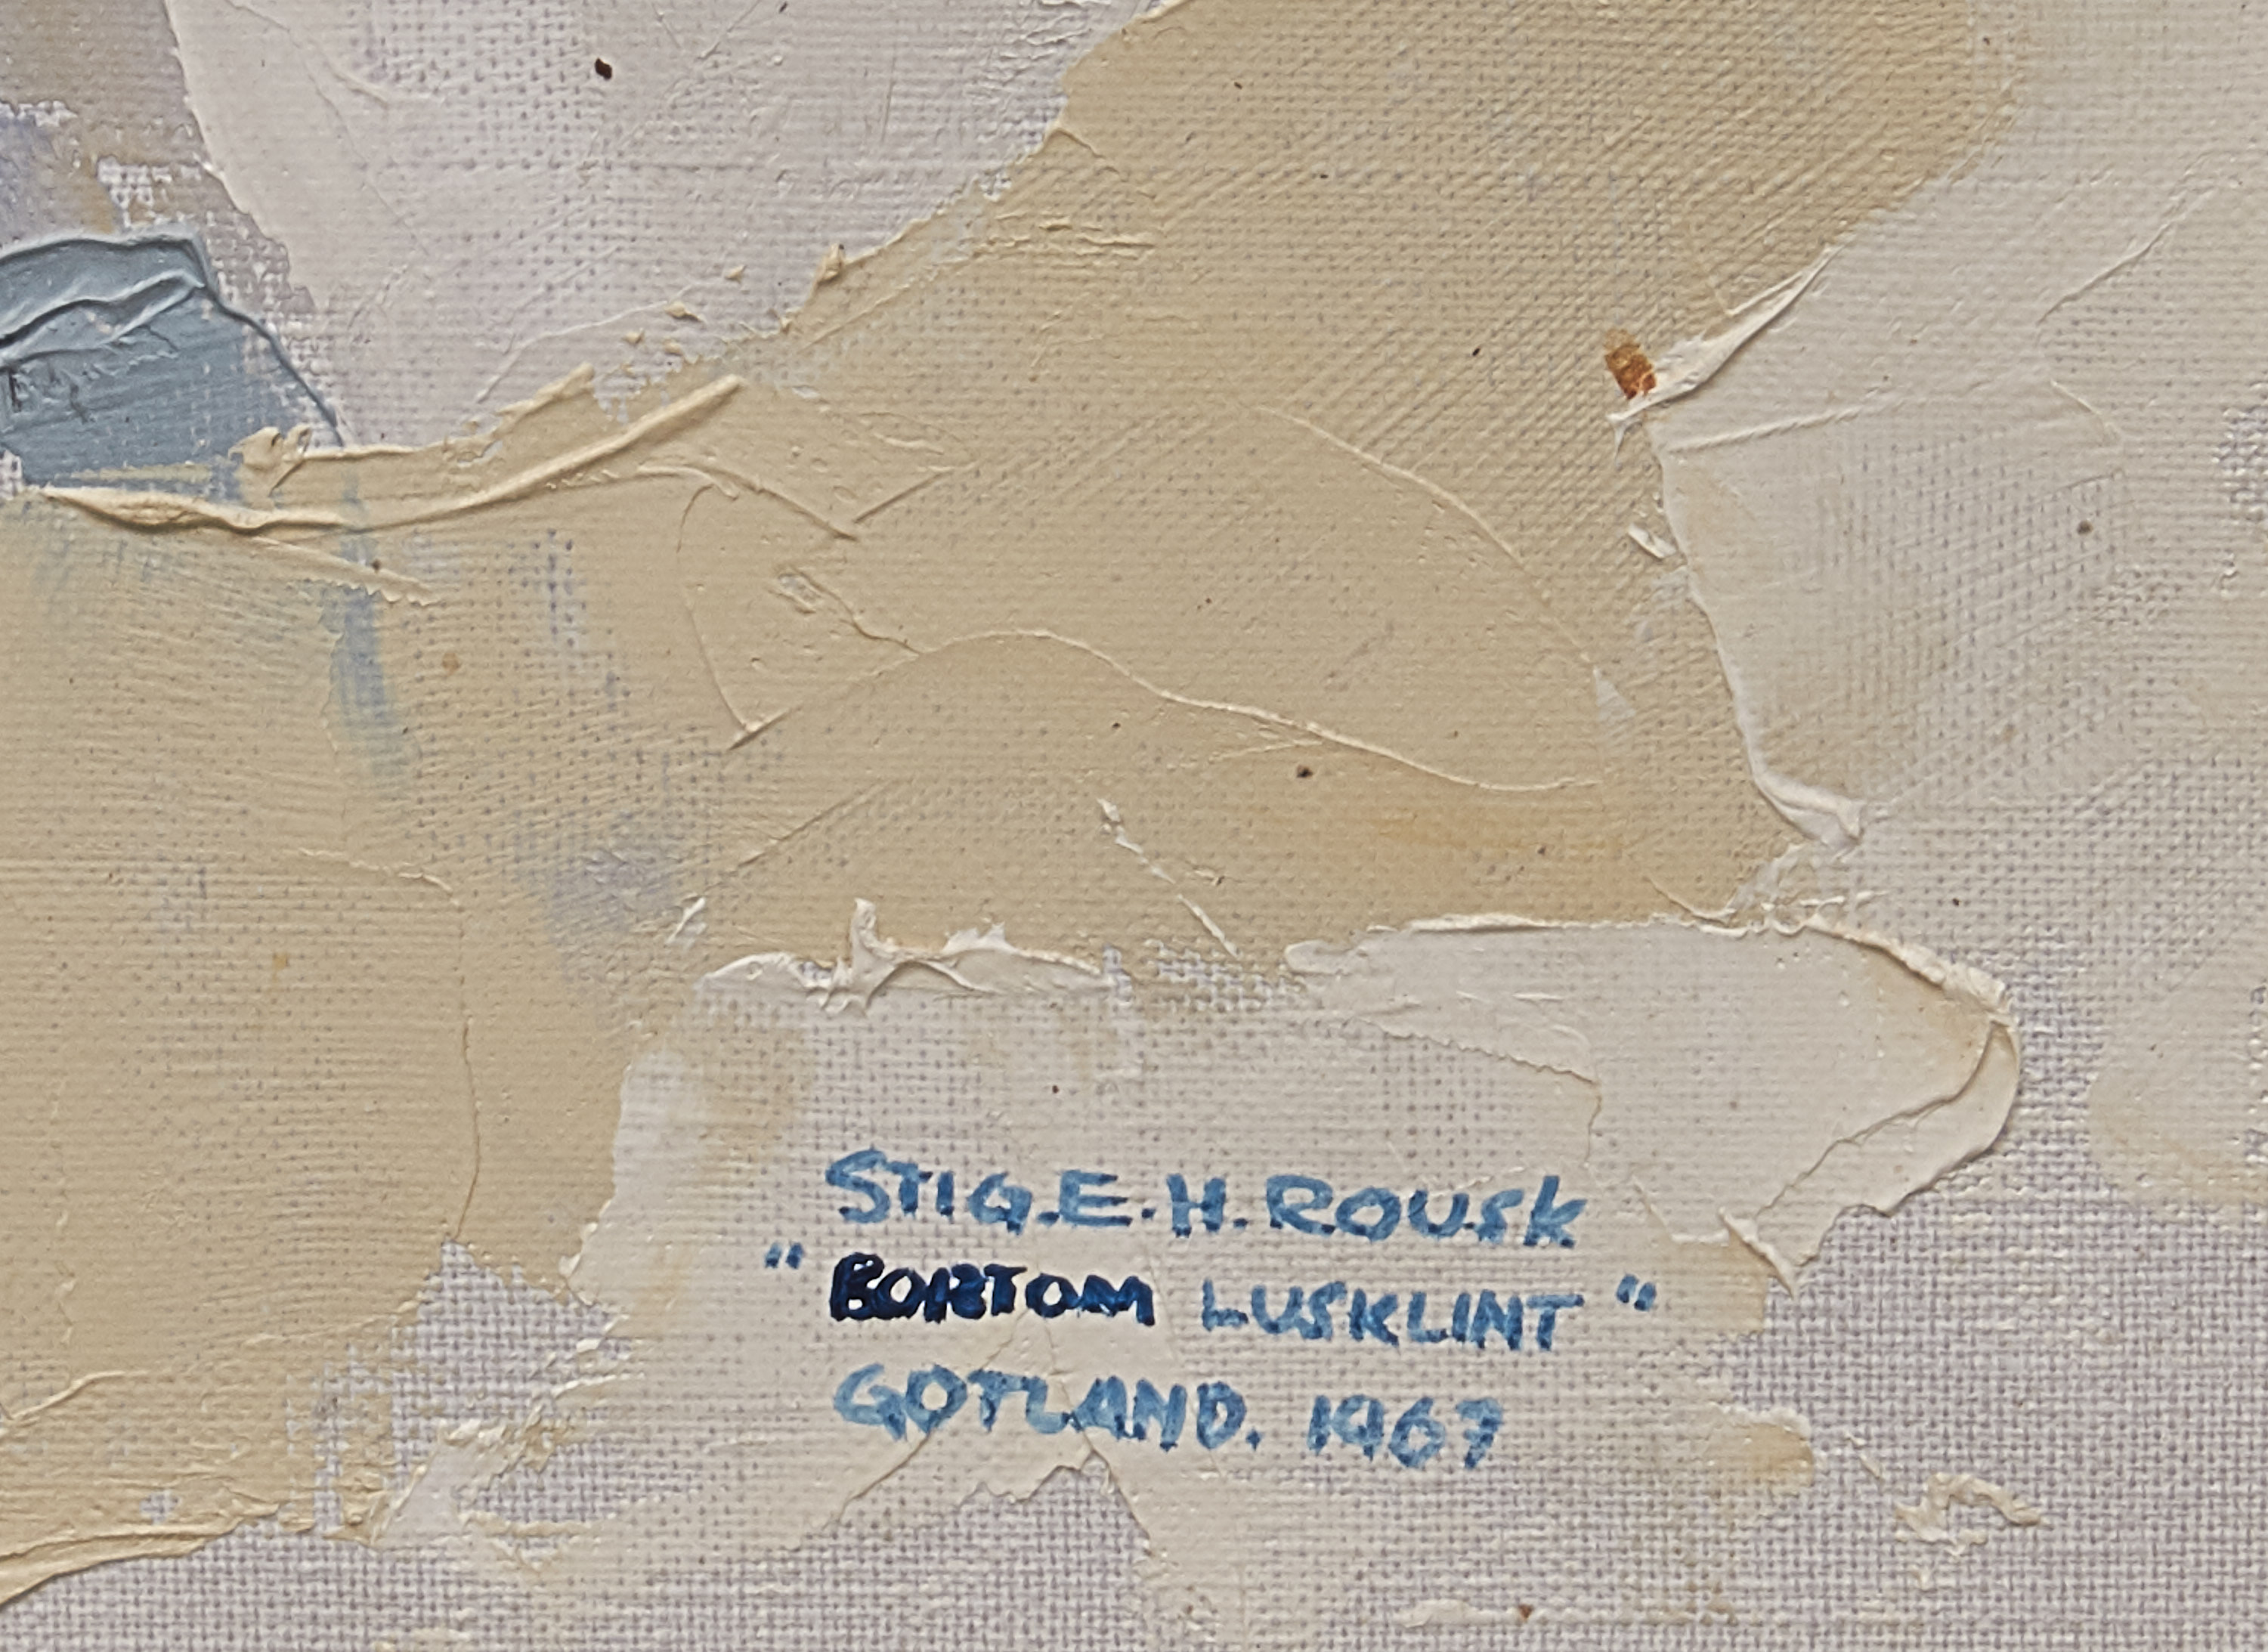 STIG.E.H.ROUSK
"BORTOM LUSKLINT"
GOTLAND. 1967